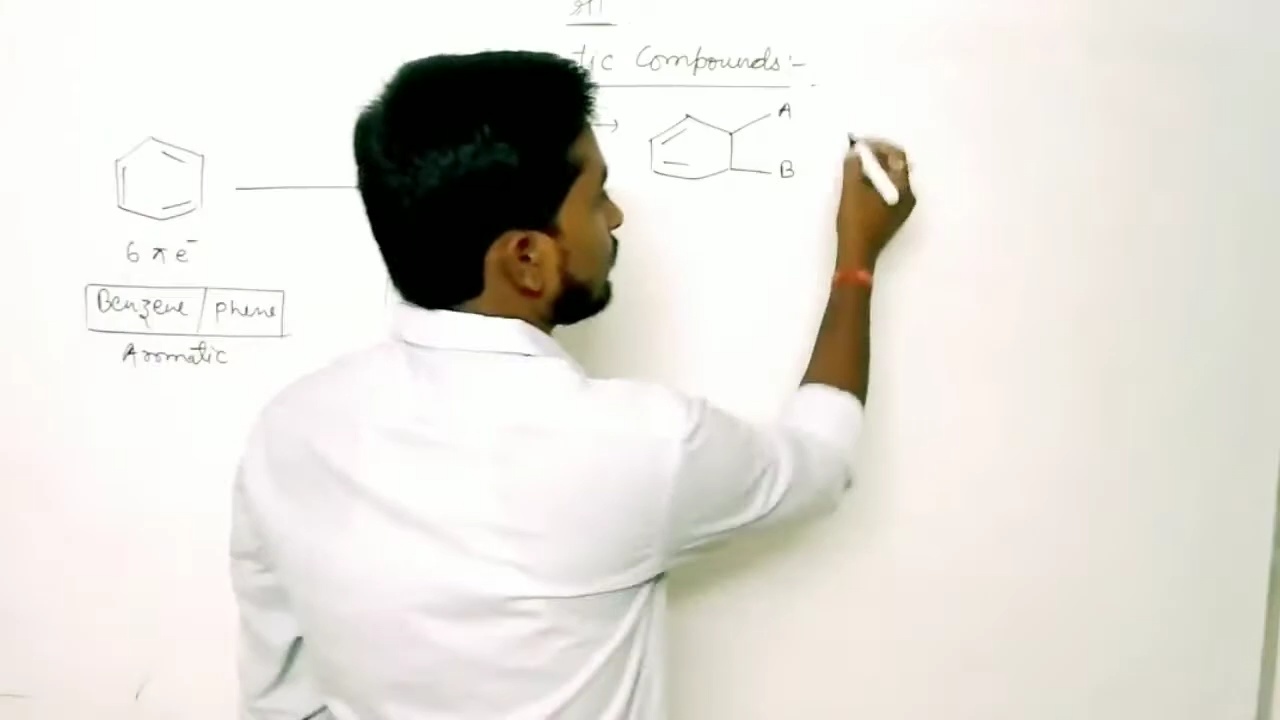 tic Compounds:-
A
B
6 π e⁻
Benzene / phene
Aromatic